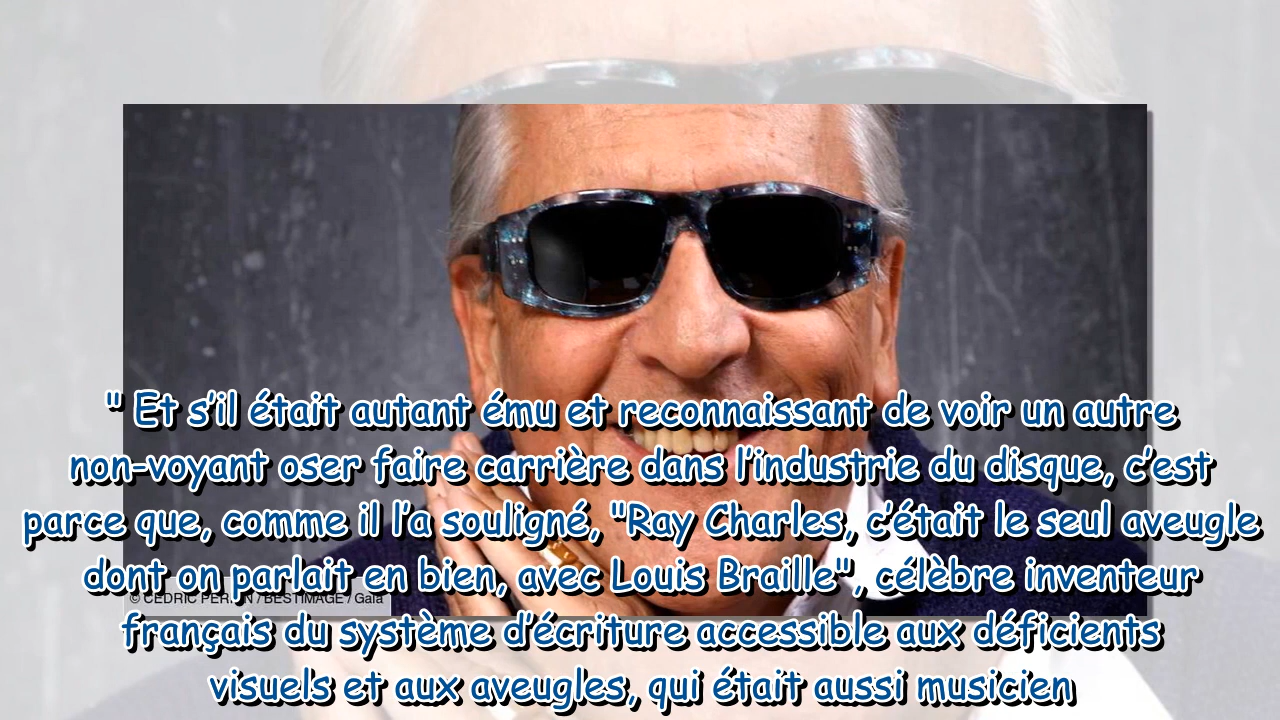 " Et s’il était autant ému et reconnaissant de voir un autre
non-voyant oser faire carrière dans l’industrie du disque, c’est
parce que, comme il l’a souligné, "Ray Charles, c’était le seul aveugle
dont on parlait en bien, avec Louis Braille", célèbre inventeur
© CEDRIC / BESTIMAGE / Gala
français du système d’écriture accessible aux déficients
visuels et aux aveugles, qui était aussi musicien